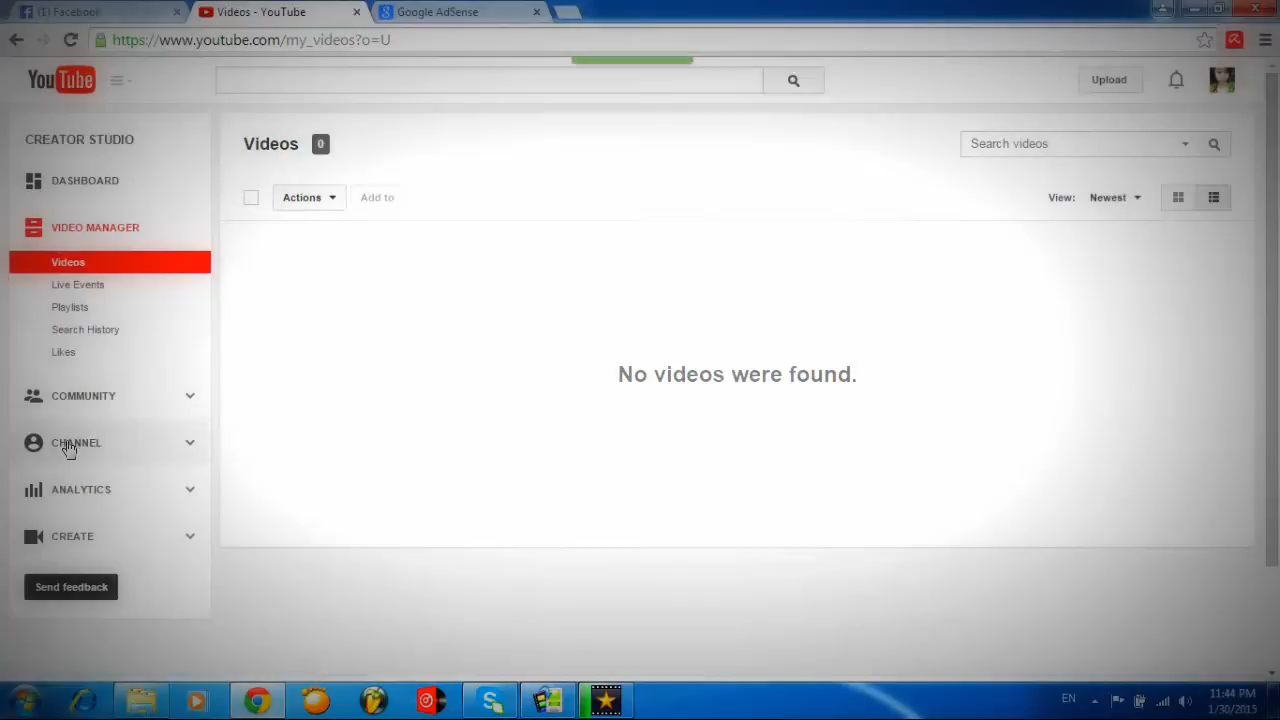 (1) Facebook
Videos - YouTube
Google AdSense
https://www.youtube.com/my_videos?o=U
YouTube
Upload
CREATOR STUDIO
DASHBOARD
VIDEO MANAGER
Videos
Live Events
Playlists
Search History
Likes
COMMUNITY
CHANNEL
ANALYTICS
CREATE
Send feedback
Videos 0
Search videos
Actions
Add to
View: Newest
No videos were found.
EN
11:44 PM
1/30/2015